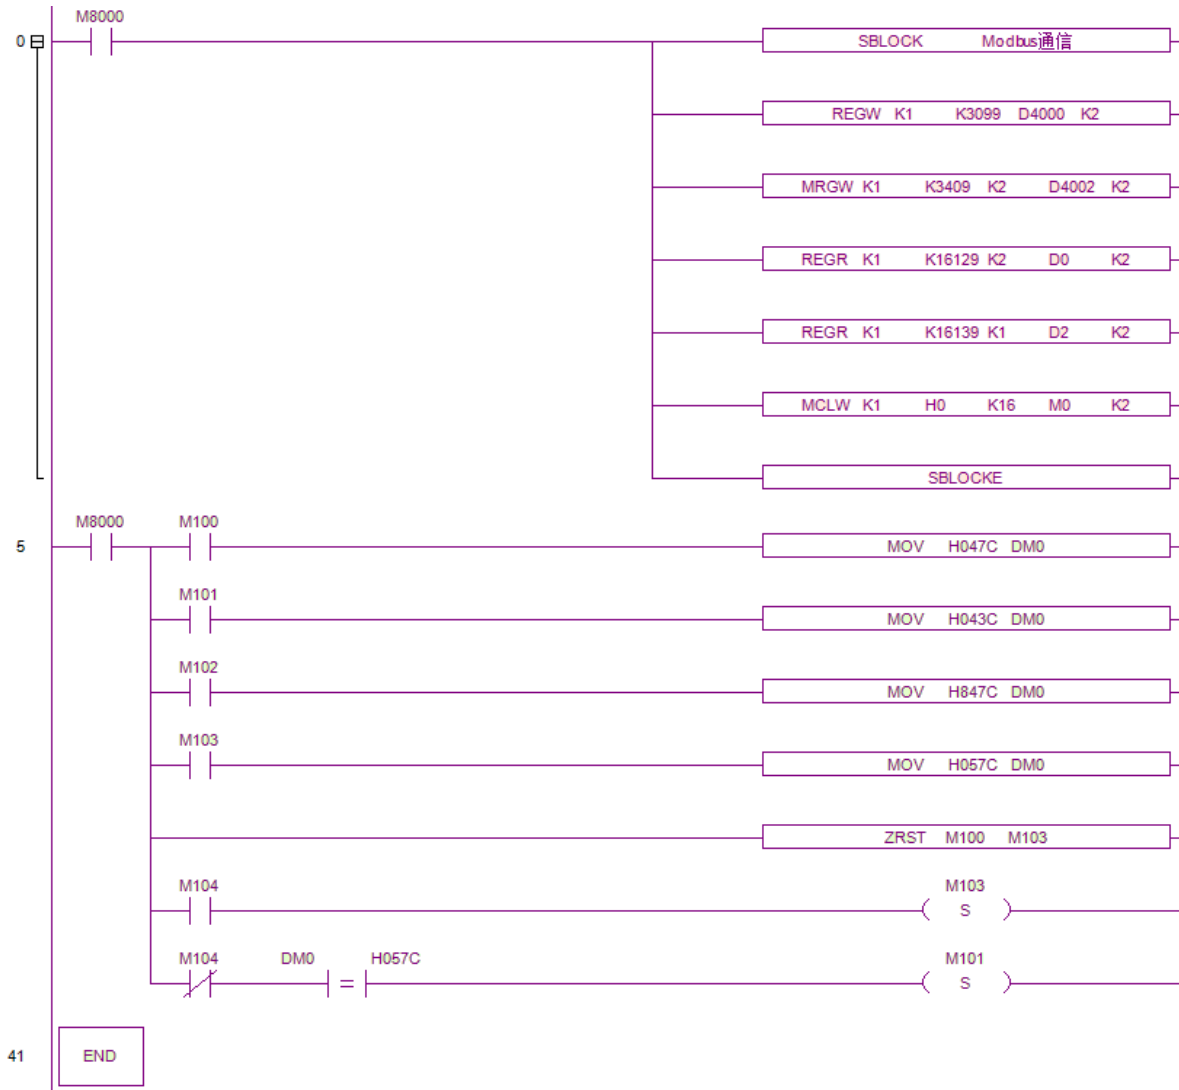 M8000
0 SBLOCK Modbus通信
REGW K1 K3099 D4000 K2
MRGW K1 K3409 K2 D4002 K2
REGR K1 K16129 K2 D0 K2
REGR K1 K16139 K1 D2 K2
MCLW K1 H0 K16 M0 K2
SBLOCKE
M8000 M100
5 MOV H047C DM0
M101
MOV H043C DM0
M102
MOV H847C DM0
M103
MOV H057C DM0
ZRST M100 M103
M104 M103
S
M104 DM0 H057C M101
= S
41 END